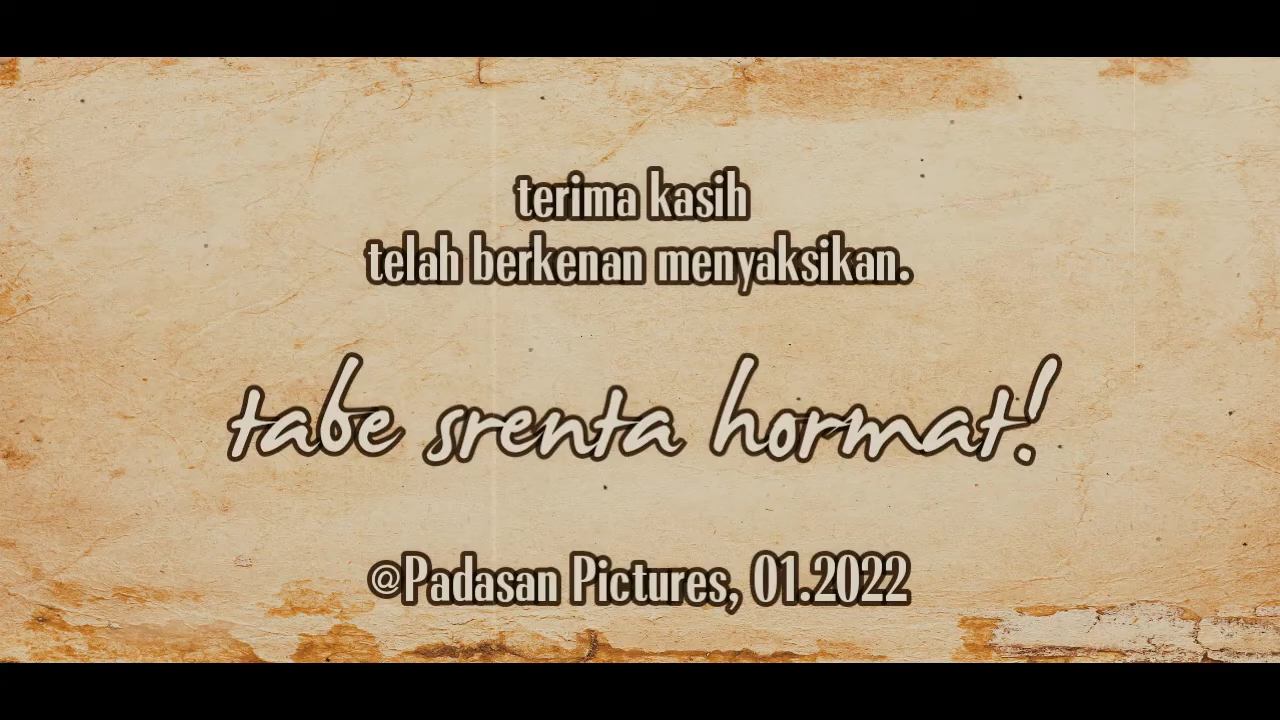 terima kasih
telah berkenan menyaksikan.
tabe srenta hormat!
@Padasan Pictures, 01.2022